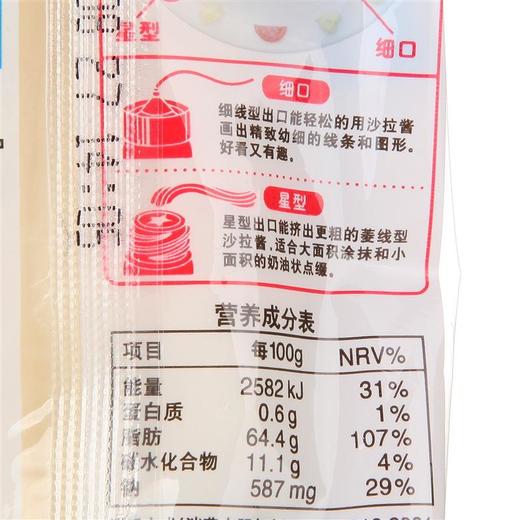 星型
细口
细口
细线型出口能轻松的用沙拉酱
画出精致幼细的线条和图形。
好看又有趣。
星型
星型出口能挤出更粗的菱线型
沙拉酱,适合大面积涂抹和小
面积的奶油状点缀。
营养成分表
项目 每100g NRV%
能量 2582kJ 31%
蛋白质 0.6g 1%
脂肪 64.4g 107%
碳水化合物 11.1g 4%
钠 587mg 29%